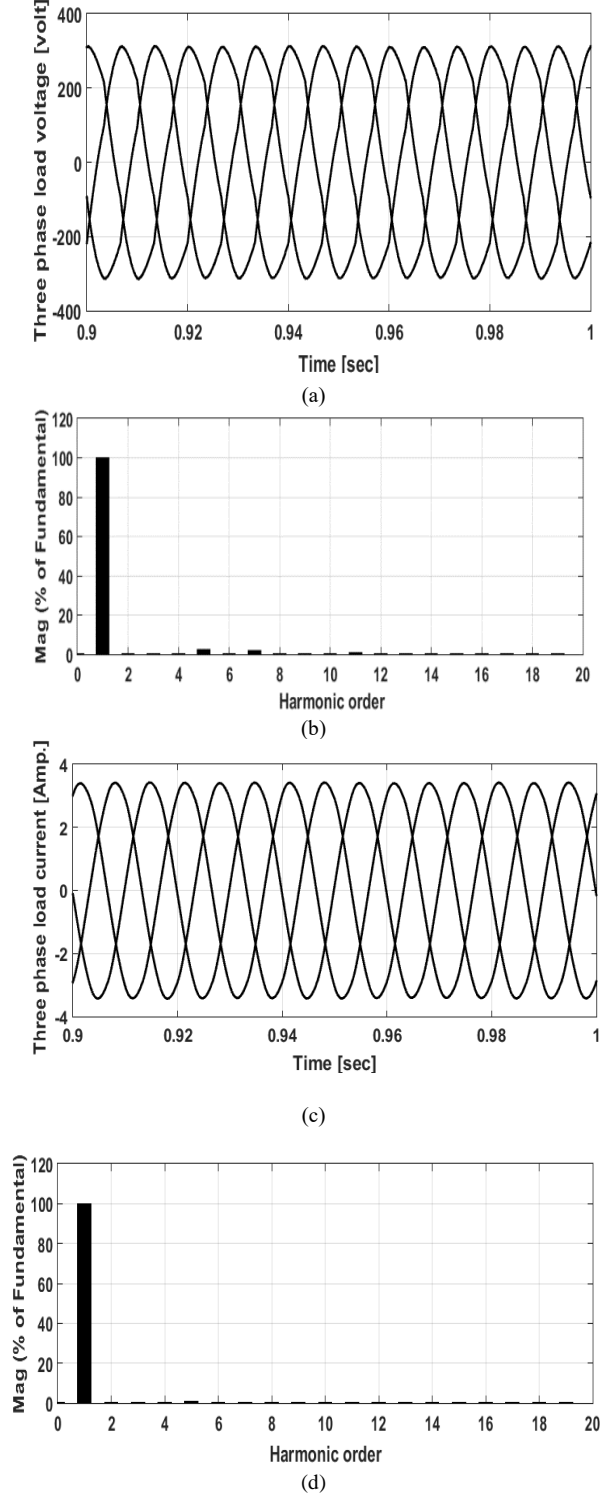 Three phase load voltage [volt]
400
200
0
-200
-400
0.9 0.92 0.94 0.96 0.98 1
Time [sec]
(a)
Mag (% of Fundamental)
120
100
80
60
40
20
0
0 2 4 6 8 10 12 14 16 18 20
Harmonic order
(b)
Three phase load current [Amp.]
4
2
0
-2
-4
0.9 0.92 0.94 0.96 0.98 1
Time [sec]
(c)
Mag (% of Fundamental)
120
100
80
60
40
20
0
0 2 4 6 8 10 12 14 16 18 20
Harmonic order
(d)